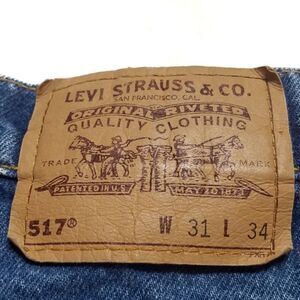 LEVI STRAUSS & CO.
SAN FRANCISCO, CAL.
ORIGINAL RIVETED
QUALITY CLOTHING
TRADE MARK
PATENTED IN U.S. MAY 20 1873
517® W 31 L 34